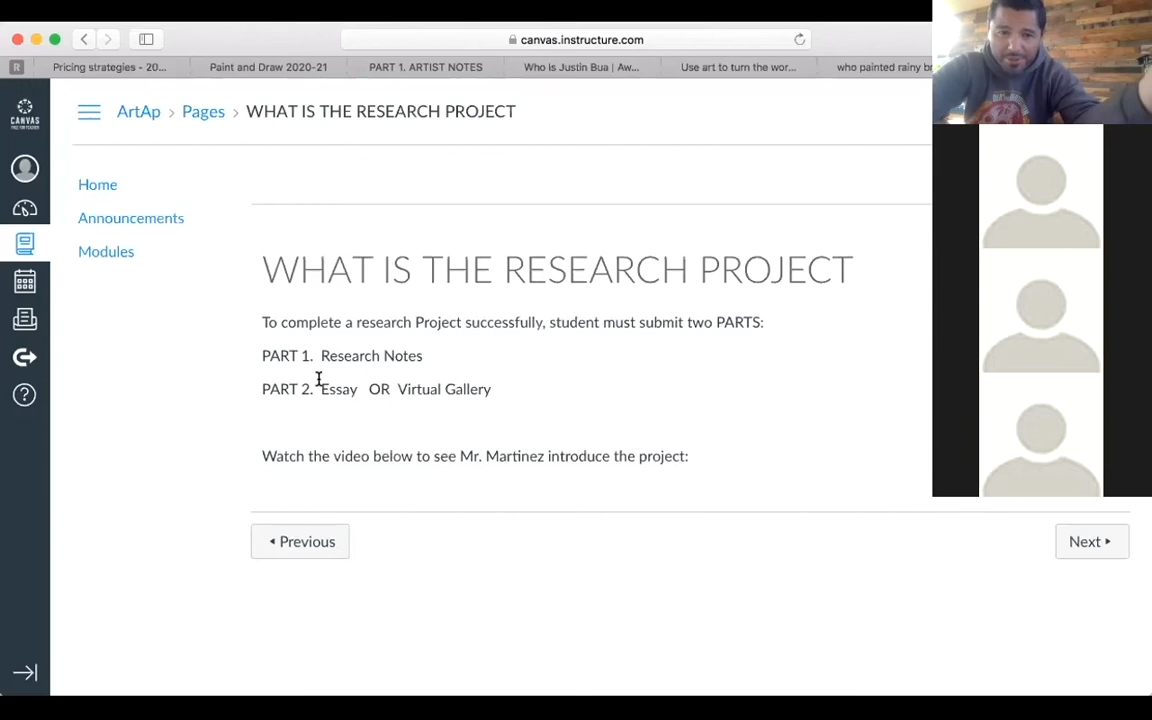 canvas.instructure.com
R
Pricing strategies - 20...
Paint and Draw 2020-21
PART 1. ARTIST NOTES
Who is Justin Bua | Aw...
Use art to turn the wor...
who painted rainy b
CANVAS
ArtAp > Pages > WHAT IS THE RESEARCH PROJECT
Home
Announcements
Modules
WHAT IS THE RESEARCH PROJECT
To complete a research Project successfully, student must submit two PARTS:
PART 1. Research Notes
PART 2. Essay OR Virtual Gallery
Watch the video below to see Mr. Martinez introduce the project:
Previous
Next